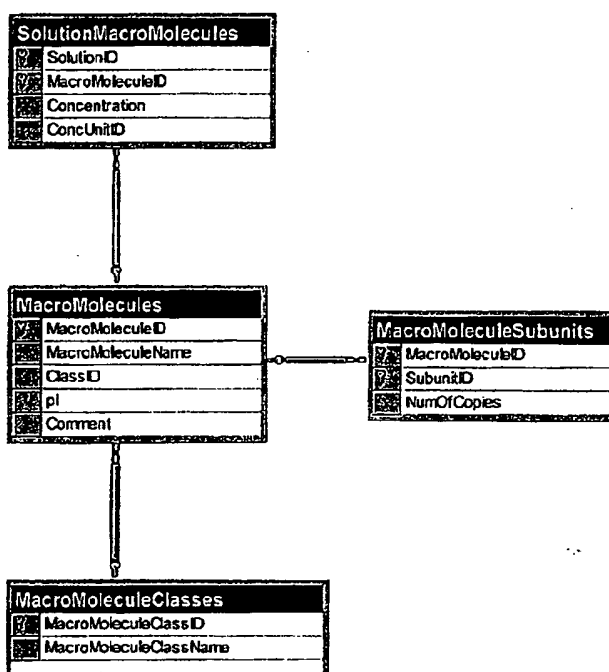 SolutionMacroMolecules
SolutionID
MacroMoleculeID
Concentration
ConcUnitID
MacroMolecules
MacroMoleculeID
MacroMoleculeName
ClassID
pI
Comment
MacroMoleculeSubunits
MacroMoleculeID
SubunitID
NumOfCopies
MacroMoleculeClasses
MacroMoleculeClassID
MacroMoleculeClassName